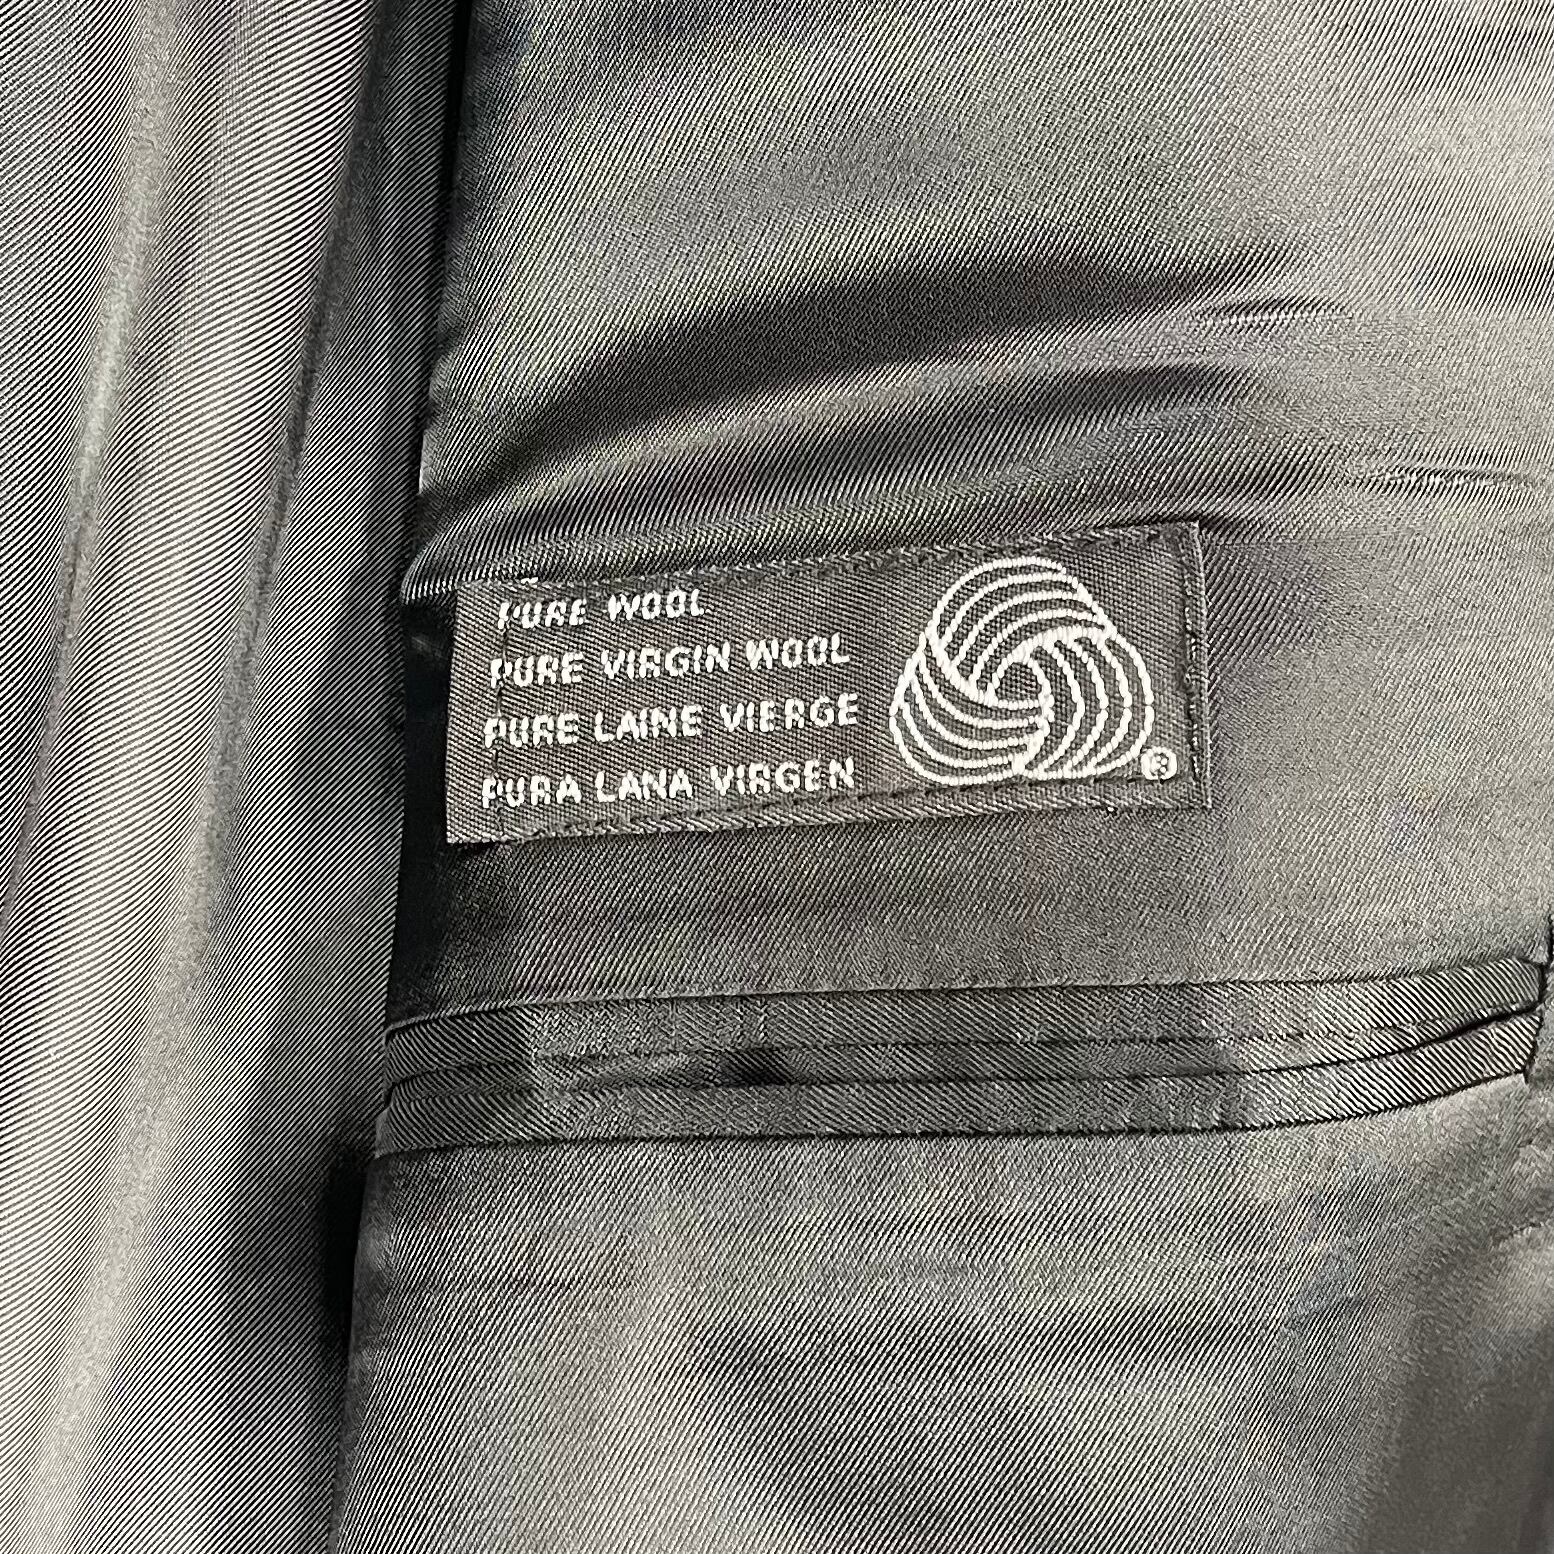 PURE WOOL
PURE VIRGIN WOOL
PURE LAINE VIERGE
PURA LANA VIRGEN
®